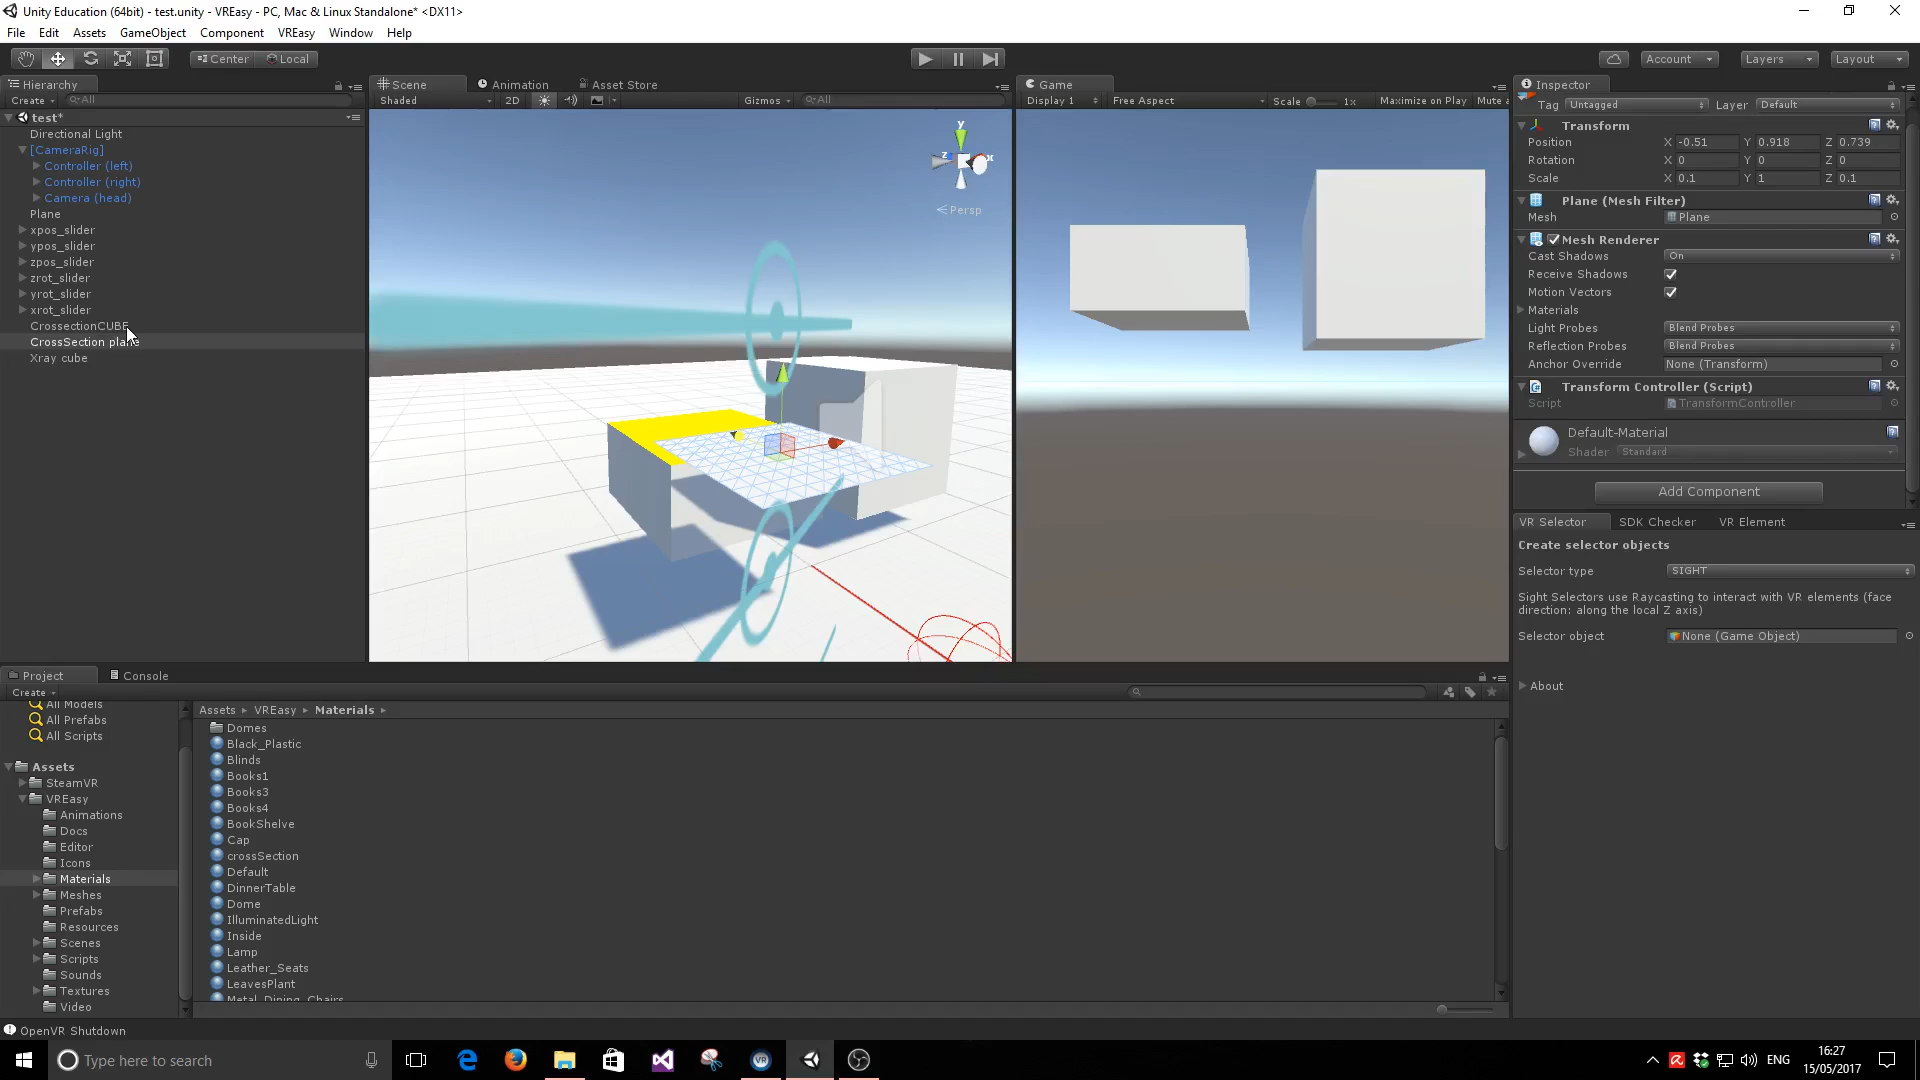 Unity Education (64bit) - test.unity - VREasy - PC, Mac & Linux Standalone* <DX11>
File Edit Assets GameObject Component VREasy Window Help
Center Local
Account Layers Layout
Hierarchy
Create All
test*
Directional Light
[CameraRig]
Controller (left)
Controller (right)
Camera (head)
Plane
xpos_slider
ypos_slider
zpos_slider
zrot_slider
yrot_slider
xrot_slider
CrossectionCUBE
CrossSection plane
Xray cube
Scene Animation Asset Store
Shaded 2D Gizmos All
y
z x
Persp
Game
Display 1 Free Aspect Scale 1x Maximize on Play Mute a
Inspector
Tag Untagged Layer Default
Transform
Position X -0.51 Y 0.918 Z 0.739
Rotation X 0 Y 0 Z 0
Scale X 0.1 Y 1 Z 0.1
Plane (Mesh Filter)
Mesh Plane
Mesh Renderer
Cast Shadows On
Receive Shadows
Motion Vectors
Materials
Light Probes Blend Probes
Reflection Probes Blend Probes
Anchor Override None (Transform)
Transform Controller (Script)
Script TransformController
Default-Material
Shader Standard
Add Component
VR Selector SDK Checker VR Element
Create selector objects
Selector type SIGHT
Sight Selectors use Raycasting to interact with VR elements (face
direction: along the local Z axis)
Selector object None (Game Object)
About
Project Console
Create
All Models
All Prefabs
All Scripts
Assets
SteamVR
VREasy
Animations
Docs
Editor
Icons
Materials
Meshes
Prefabs
Resources
Scenes
Scripts
Sounds
Textures
Video
Assets VREasy Materials
Domes
Black_Plastic
Blinds
Books1
Books3
Books4
BookShelve
Cap
crossSection
Default
DinnerTable
Dome
IlluminatedLight
Inside
Lamp
Leather_Seats
LeavesPlant
Metal_Dining_Chairs
OpenVR Shutdown
Type here to search
VR
ENG
16:27
15/05/2017